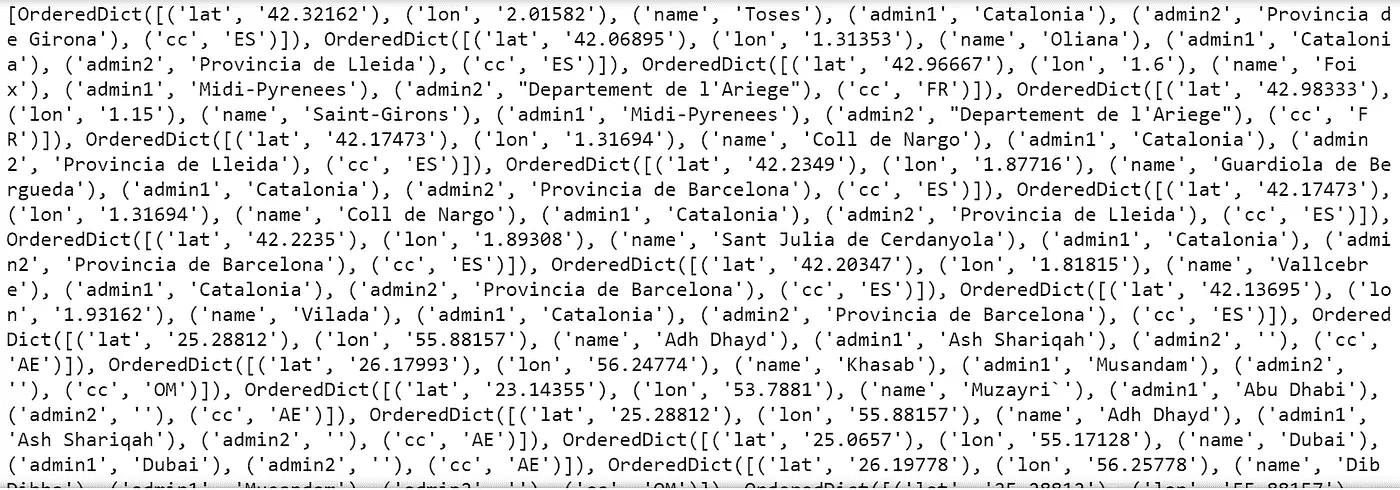 [OrderedDict([('lat', '42.32162'), ('lon', '2.01582'), ('name', 'Toses'), ('admin1', 'Catalonia'), ('admin2', 'Provincia d
e Girona'), ('cc', 'ES')]), OrderedDict([('lat', '42.06895'), ('lon', '1.31353'), ('name', 'Oliana'), ('admin1', 'Cataloni
a'), ('admin2', 'Provincia de Lleida'), ('cc', 'ES')]), OrderedDict([('lat', '42.96667'), ('lon', '1.6'), ('name', 'Foi
x'), ('admin1', 'Midi-Pyrenees'), ('admin2', "Departement de l'Ariege"), ('cc', 'FR')]), OrderedDict([('lat', '42.98333'),
('lon', '1.15'), ('name', 'Saint-Girons'), ('admin1', 'Midi-Pyrenees'), ('admin2', "Departement de l'Ariege"), ('cc', 'F
R')]), OrderedDict([('lat', '42.17473'), ('lon', '1.31694'), ('name', 'Coll de Nargo'), ('admin1', 'Catalonia'), ('admin
2', 'Provincia de Lleida'), ('cc', 'ES')]), OrderedDict([('lat', '42.2349'), ('lon', '1.87716'), ('name', 'Guardiola de Be
rgueda'), ('admin1', 'Catalonia'), ('admin2', 'Provincia de Barcelona'), ('cc', 'ES')]), OrderedDict([('lat', '42.17473'),
('lon', '1.31694'), ('name', 'Coll de Nargo'), ('admin1', 'Catalonia'), ('admin2', 'Provincia de Lleida'), ('cc', 'ES')]),
OrderedDict([('lat', '42.2235'), ('lon', '1.89308'), ('name', 'Sant Julia de Cerdanyola'), ('admin1', 'Catalonia'), ('admi
n2', 'Provincia de Barcelona'), ('cc', 'ES')]), OrderedDict([('lat', '42.20347'), ('lon', '1.81815'), ('name', 'Vallcebr
e'), ('admin1', 'Catalonia'), ('admin2', 'Provincia de Barcelona'), ('cc', 'ES')]), OrderedDict([('lat', '42.13695'), ('lo
n', '1.93162'), ('name', 'Vilada'), ('admin1', 'Catalonia'), ('admin2', 'Provincia de Barcelona'), ('cc', 'ES')]), Ordered
Dict([('lat', '25.28812'), ('lon', '55.88157'), ('name', 'Adh Dhayd'), ('admin1', 'Ash Shariqah'), ('admin2', ''), ('cc',
'AE')]), OrderedDict([('lat', '26.17993'), ('lon', '56.24774'), ('name', 'Khasab'), ('admin1', 'Musandam'), ('admin2',
''), ('cc', 'OM')]), OrderedDict([('lat', '23.14355'), ('lon', '53.7881'), ('name', 'Muzayri`'), ('admin1', 'Abu Dhabi'),
('admin2', ''), ('cc', 'AE')]), OrderedDict([('lat', '25.28812'), ('lon', '55.88157'), ('name', 'Adh Dhayd'), ('admin1',
'Ash Shariqah'), ('admin2', ''), ('cc', 'AE')]), OrderedDict([('lat', '25.0657'), ('lon', '55.17128'), ('name', 'Dubai'),
('admin1', 'Dubai'), ('admin2', ''), ('cc', 'AE')]), OrderedDict([('lat', '26.19778'), ('lon', '56.25778'), ('name', 'Dib